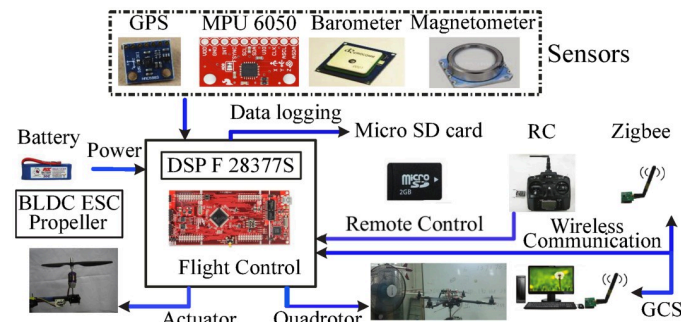 GPS MPU 6050 Barometer Magnetometer
Sensors
Data logging
Micro SD card
RC
Zigbee
Battery
Power
DSP F 28377S
BLDC ESC
Propeller
micro
SD
2GB
Remote Control
Wireless
Communication
Flight Control
Actuator
Quadrotor
GCS